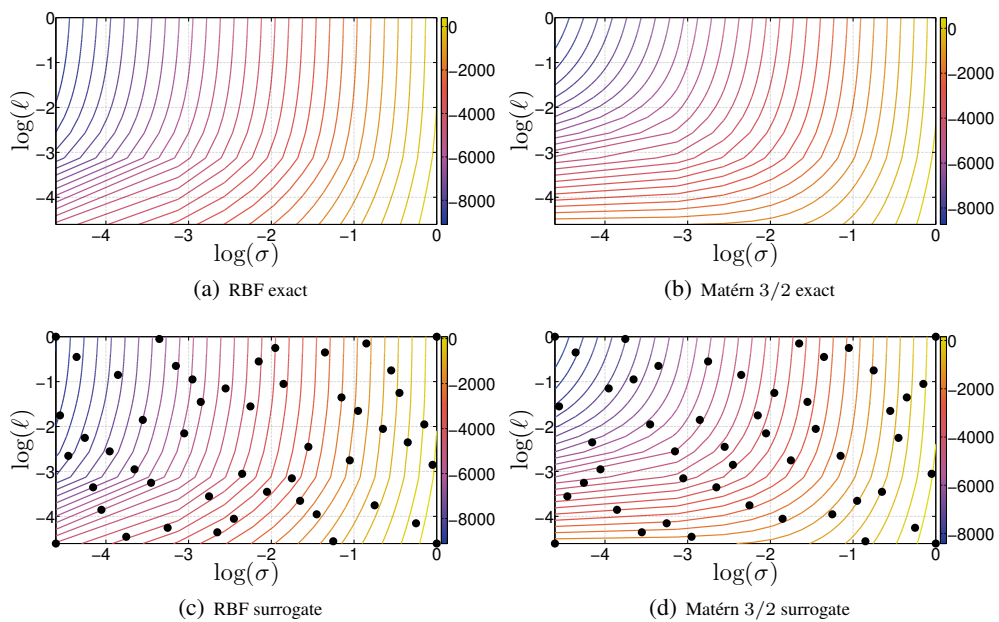 0
−1
−2
−3
−4
log(ℓ)
−4 −3 −2 −1 0
log(σ)
0
−2000
−4000
−6000
−8000
(a) RBF exact
0
−1
−2
−3
−4
log(ℓ)
−4 −3 −2 −1 0
log(σ)
0
−2000
−4000
−6000
−8000
(b) Matérn 3/2 exact
0
−1
−2
−3
−4
log(ℓ)
−4 −3 −2 −1 0
log(σ)
0
−2000
−4000
−6000
−8000
(c) RBF surrogate
0
−1
−2
−3
−4
log(ℓ)
−4 −3 −2 −1 0
log(σ)
0
−2000
−4000
−6000
−8000
(d) Matérn 3/2 surrogate